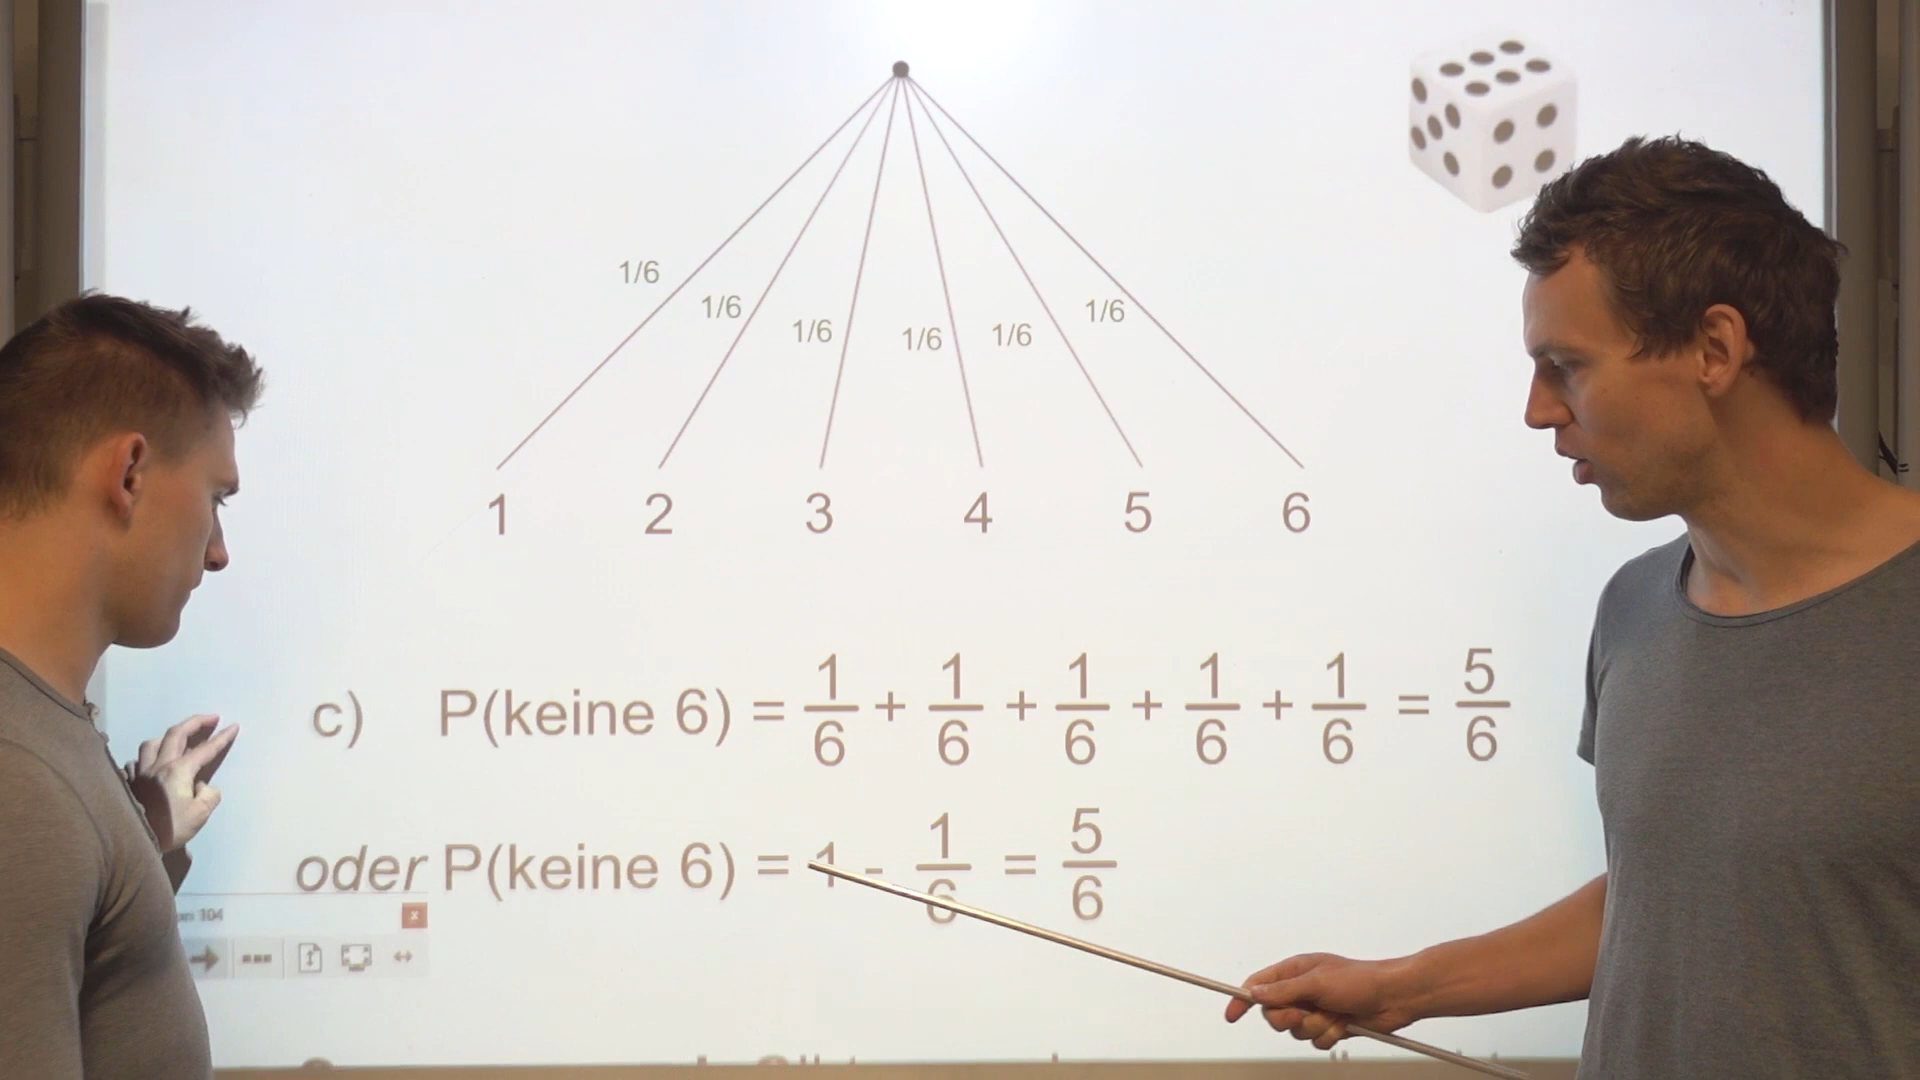 1/6 1/6 1/6 1/6 1/6 1/6
1 2 3 4 5 6
c) P(keine 6) = 1/6 + 1/6 + 1/6 + 1/6 + 1/6 = 5/6
oder P(keine 6) = 1 - 1/6 = 5/6
104